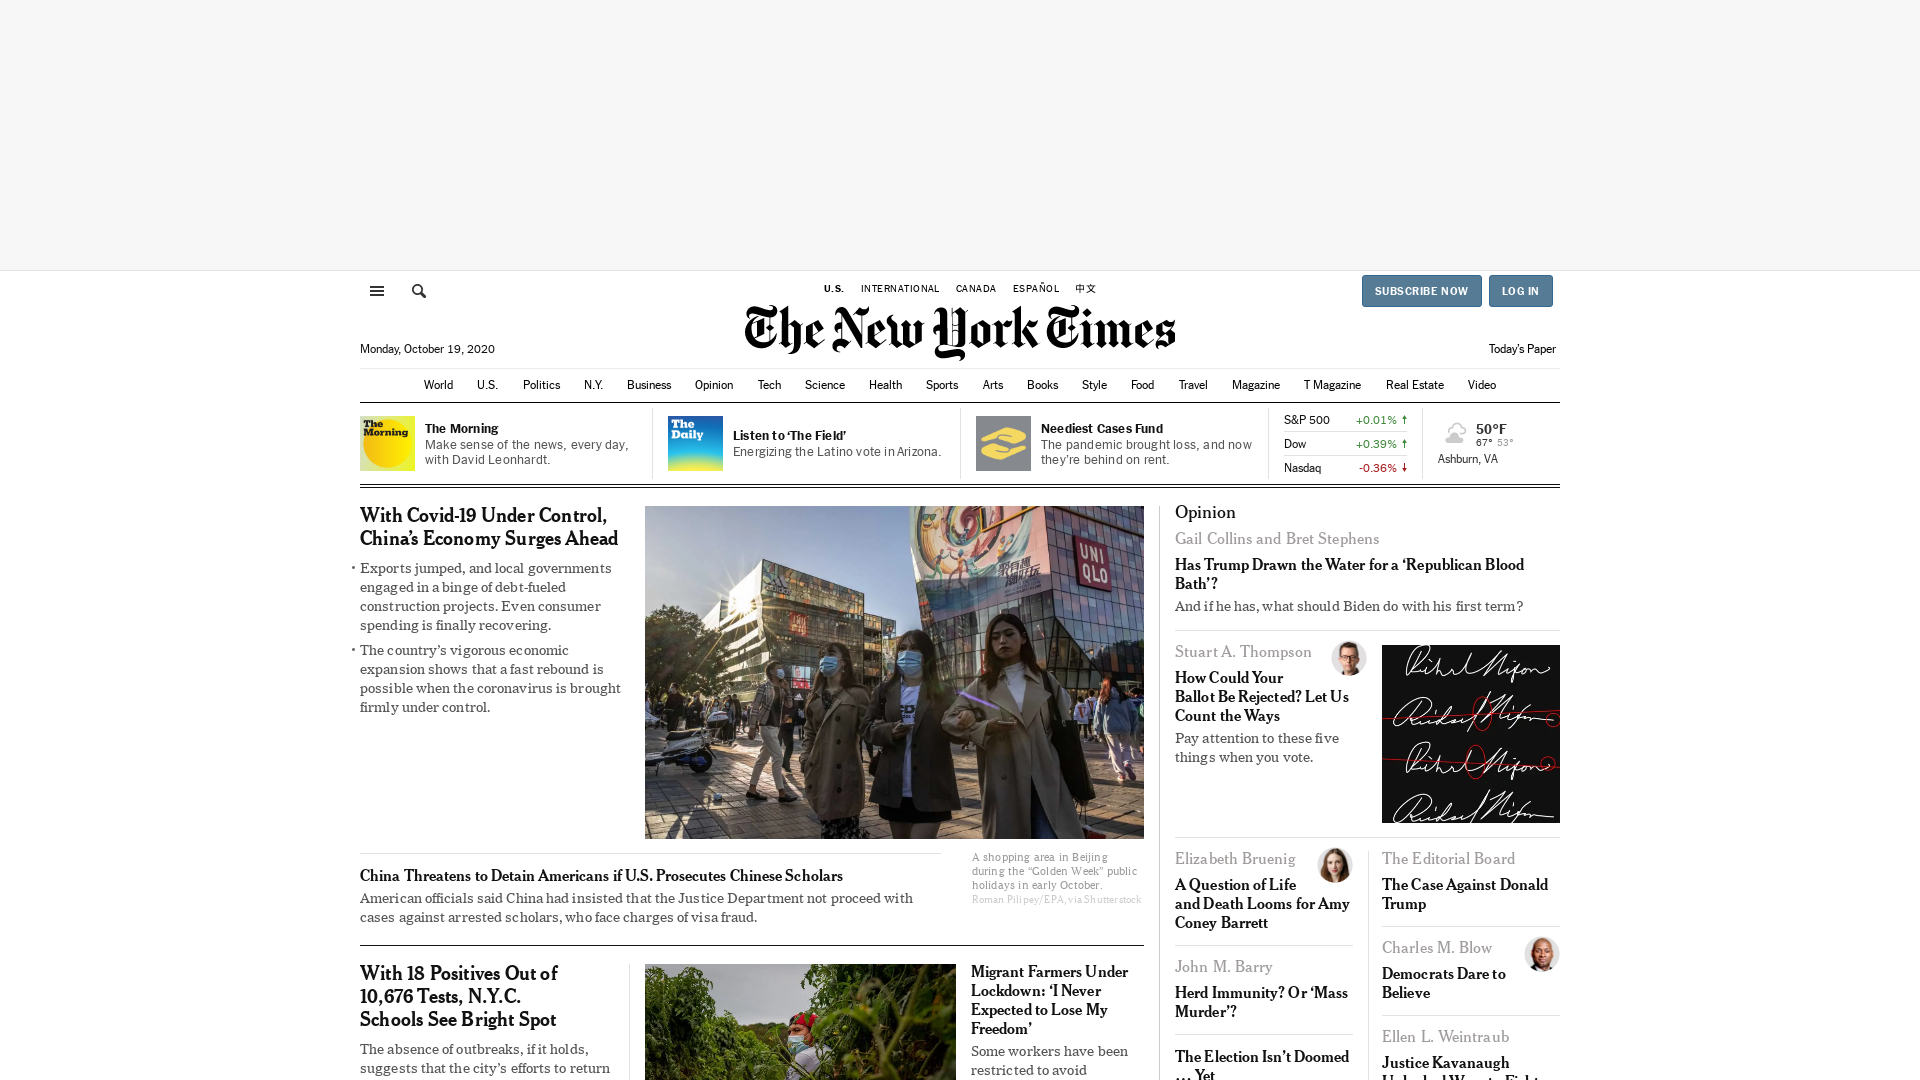 U.S. INTERNATIONAL CANADA ESPAÑOL 中文
SUBSCRIBE NOW LOG IN
The New York Times
Monday, October 19, 2020
Today's Paper
World U.S. Politics N.Y. Business Opinion Tech Science Health Sports Arts Books Style Food Travel Magazine T Magazine Real Estate Video
The
Morning
The Morning
Make sense of the news, every day,
with David Leonhardt.
The
Daily
Listen to ‘The Field’
Energizing the Latino vote in Arizona.
Neediest Cases Fund
The pandemic brought loss, and now
they’re behind on rent.
S&P 500 +0.01%
Dow +0.39%
Nasdaq -0.36%
50°F
67° 53°
Ashburn, VA
With Covid-19 Under Control,
China’s Economy Surges Ahead
• Exports jumped, and local governments
engaged in a binge of debt-fueled
construction projects. Even consumer
spending is finally recovering.
• The country’s vigorous economic
expansion shows that a fast rebound is
possible when the coronavirus is brought
firmly under control.
UNI
QLO
A shopping area in Beijing
during the “Golden Week” public
holidays in early October.
Roman Pilipey/EPA, via Shutterstock
China Threatens to Detain Americans if U.S. Prosecutes Chinese Scholars
American officials said China had insisted that the Justice Department not proceed with
cases against arrested scholars, who face charges of visa fraud.
With 18 Positives Out of
10,676 Tests, N.Y.C.
Schools See Bright Spot
The absence of outbreaks, if it holds,
suggests that the city’s efforts to return
Migrant Farmers Under
Lockdown: ‘I Never
Expected to Lose My
Freedom’
Some workers have been
restricted to avoid
Opinion
Gail Collins and Bret Stephens
Has Trump Drawn the Water for a ‘Republican Blood
Bath’?
And if he has, what should Biden do with his first term?
Stuart A. Thompson
How Could Your
Ballot Be Rejected? Let Us
Count the Ways
Pay attention to these five
things when you vote.
Elizabeth Bruenig
A Question of Life
and Death Looms for Amy
Coney Barrett
John M. Barry
Herd Immunity? Or ‘Mass
Murder’?
The Election Isn’t Doomed
… Yet
The Editorial Board
The Case Against Donald
Trump
Charles M. Blow
Democrats Dare to
Believe
Ellen L. Weintraub
Justice Kavanaugh